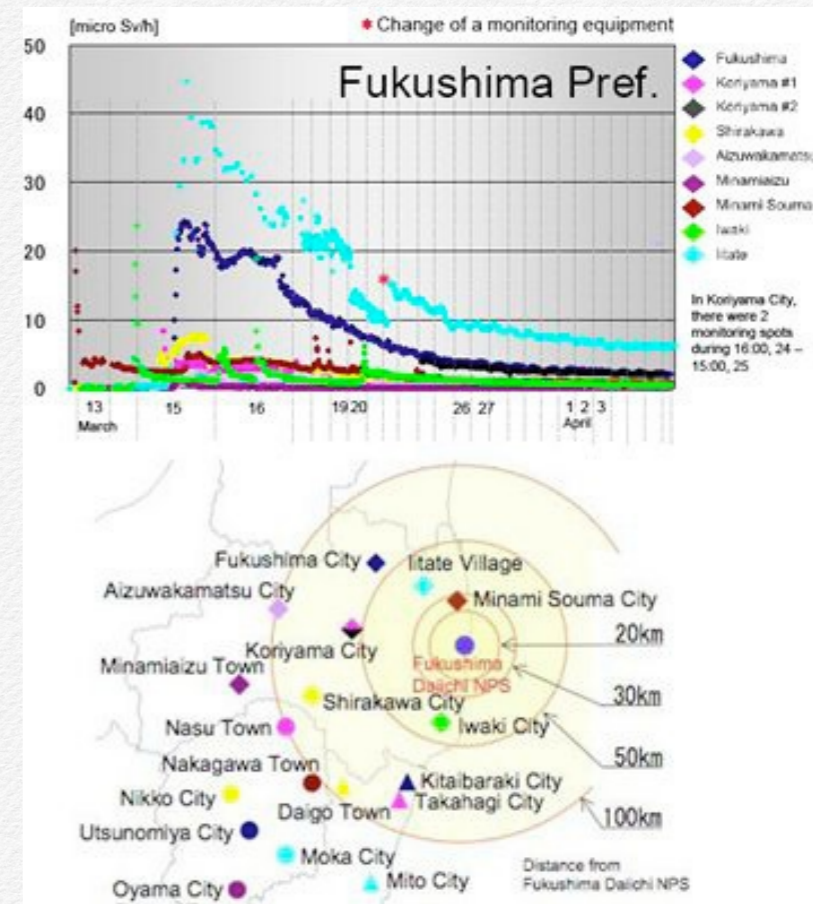 [micro Sv/h]
* Change of a monitoring equipment
50
40
30
20
10
0
Fukushima Pref.
Fukushima
Koriyama #1
Koriyama #2
Shirakawa
Aizuwakamatsu
Minamiaizu
Minami Souma
Iwaki
Iitate
In Koriyama City,
there were 2
monitoring spots
during 16:00, 24 –
15:00, 25
13 15 16 19 20 26 27 1 2 3
March April
Fukushima City
Iitate Village
Aizuwakamatsu City
Minami Souma City
Koriyama City
20km
Minamiaizu Town
Fukushima
Daiichi NPS
30km
Shirakawa City
Nasu Town
Iwaki City
50km
Nakagawa Town
Kitaibaraki City
Nikko City
Daigo Town
Takahagi City
100km
Utsunomiya City
Moka City
Distance from
Fukushima Daiichi NPS
Mito City
Oyama City